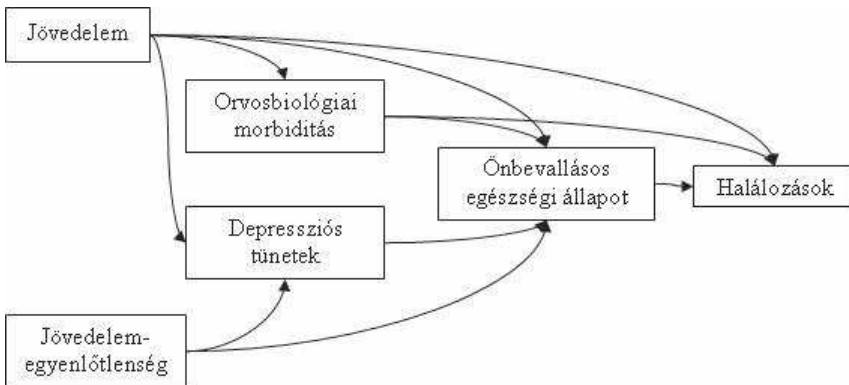 Jövedelem
Orvosbiológiai
morbiditás
Önbevallásos
egészségi állapot
Halálozások
Depressziós
tünetek
Jövedelem-
egyenlőtlenség